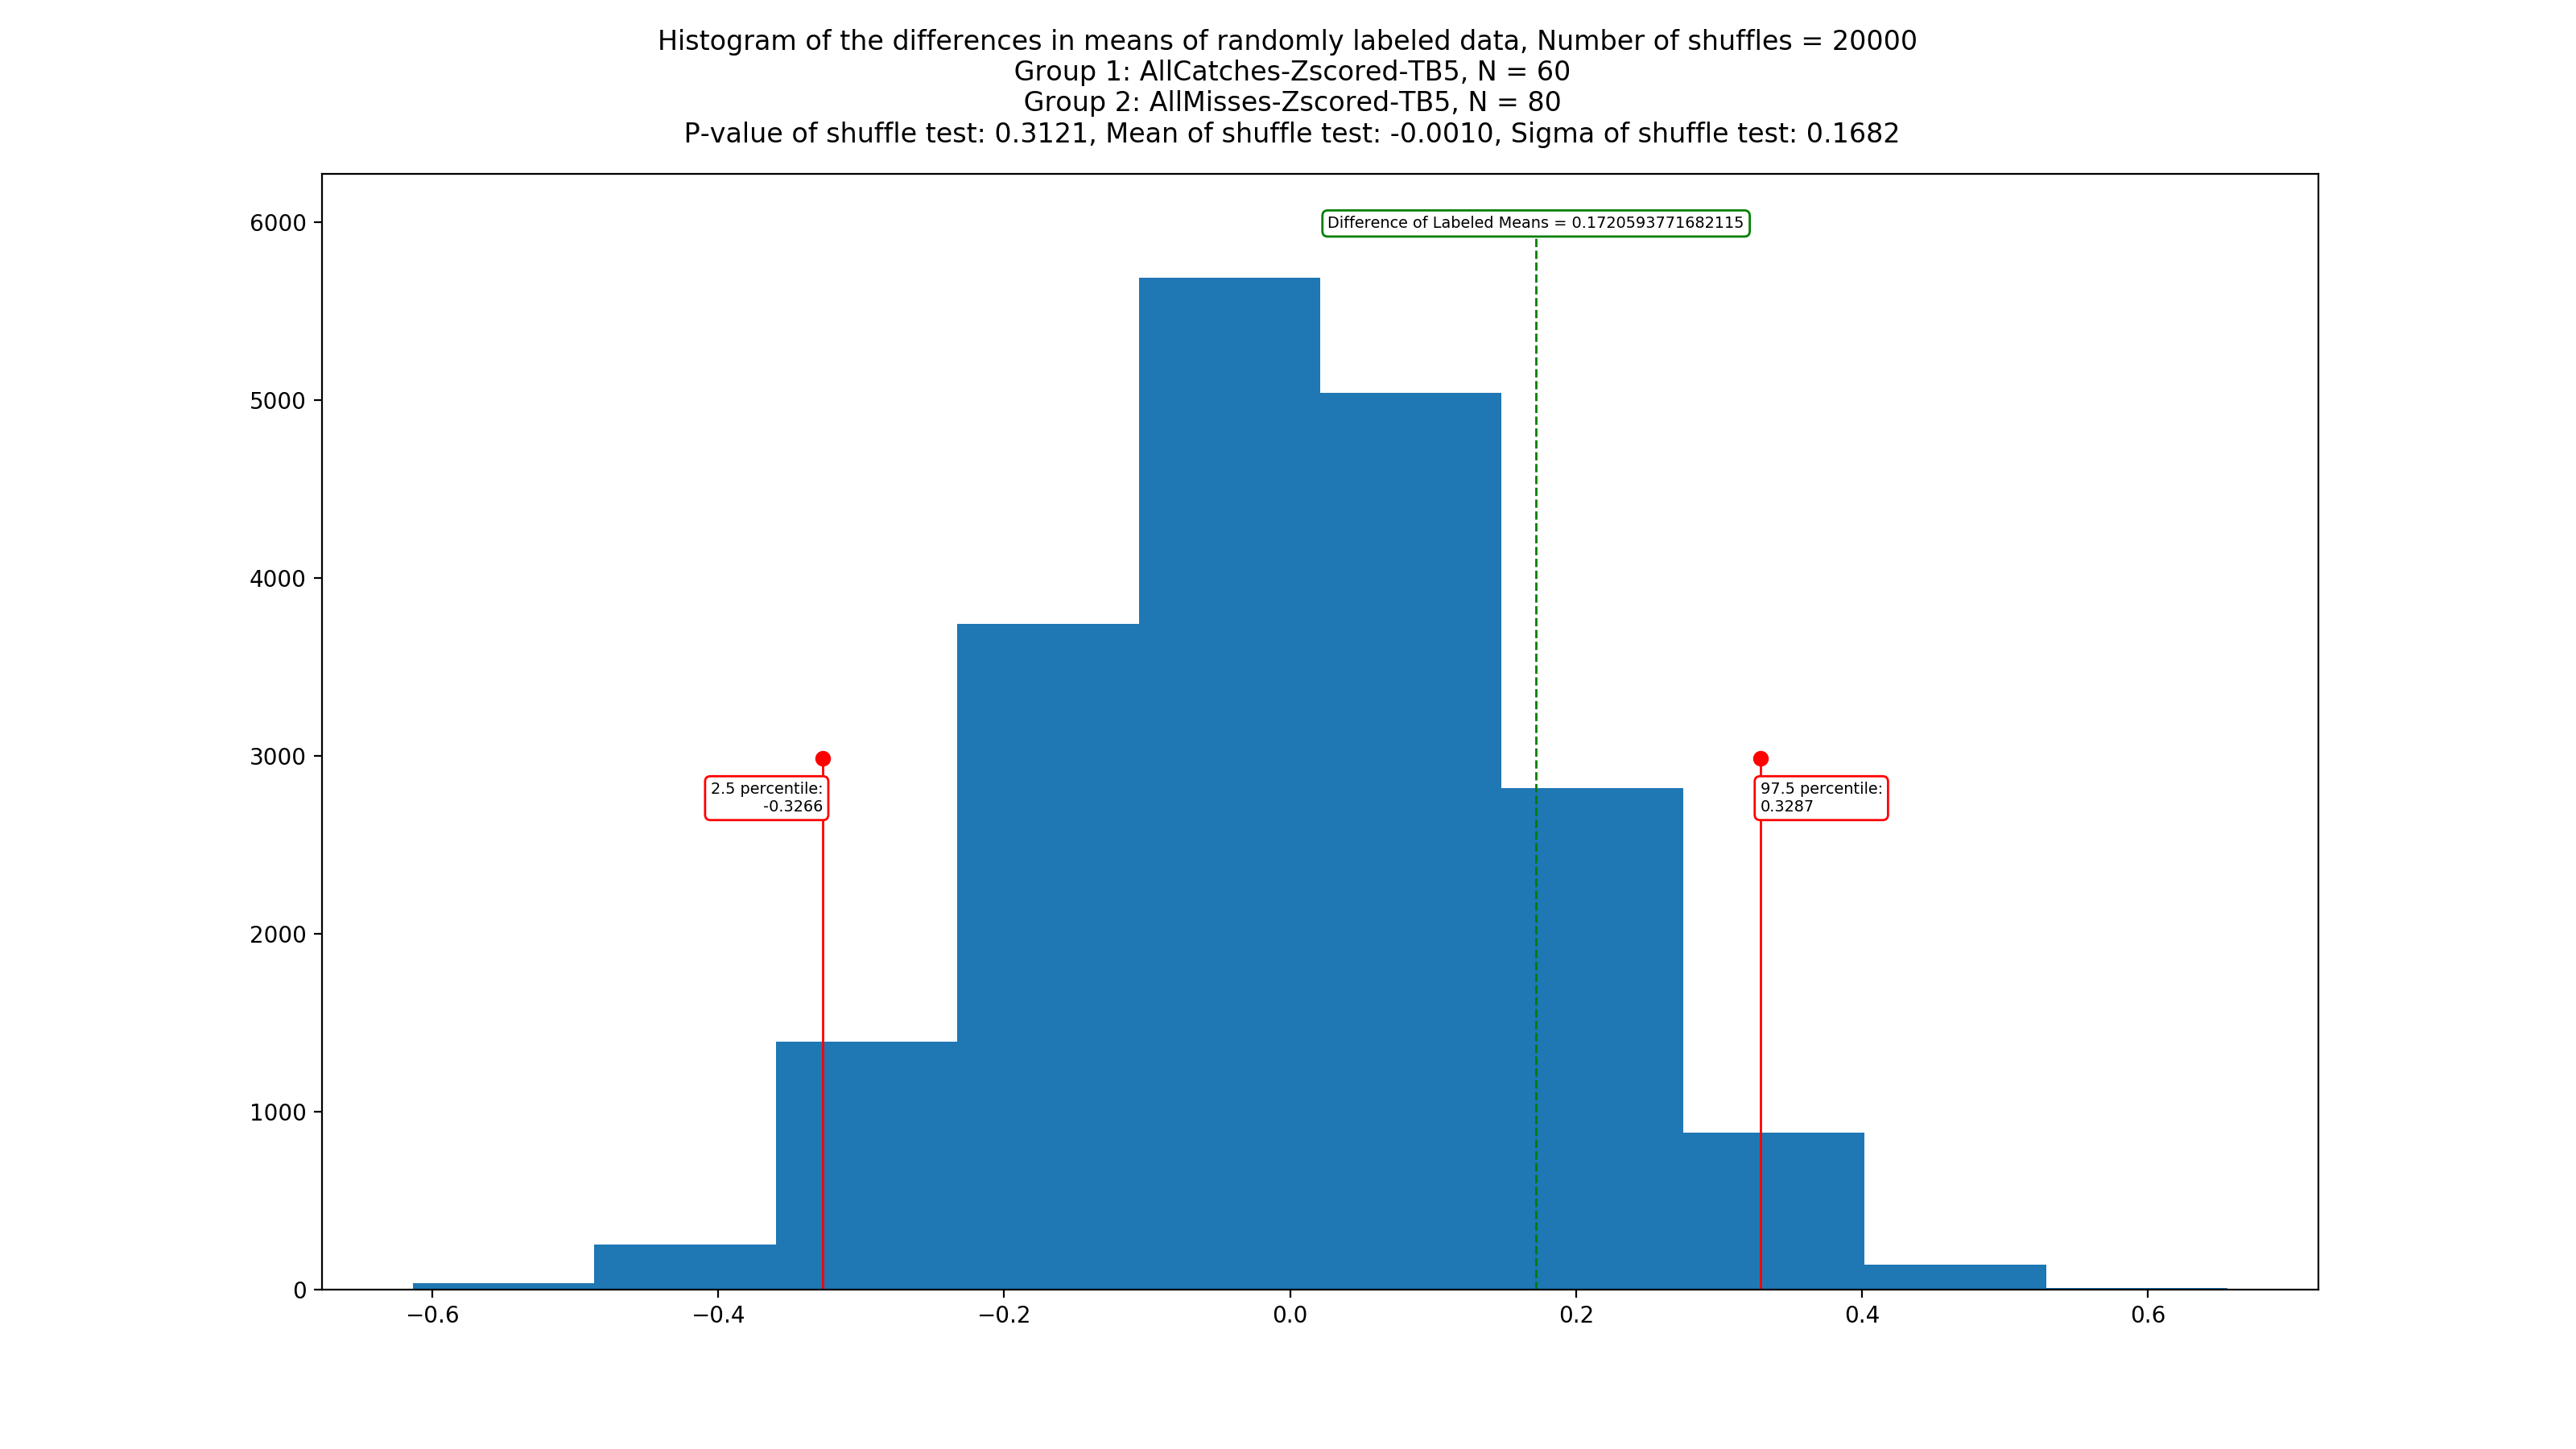 Histogram of the differences in means of randomly labeled data, Number of shuffles = 20000
Group 1: AllCatches-Zscored-TB5, N = 60
Group 2: AllMisses-Zscored-TB5, N = 80
P-value of shuffle test: 0.3121, Mean of shuffle test: -0.0010, Sigma of shuffle test: 0.1682
6000
Difference of Labeled Means = 0.1720593771682115
5000
4000
3000
2.5 percentile:
-0.3266
97.5 percentile:
0.3287
2000
1000
0
−0.6
−0.4
−0.2
0.0
0.2
0.4
0.6